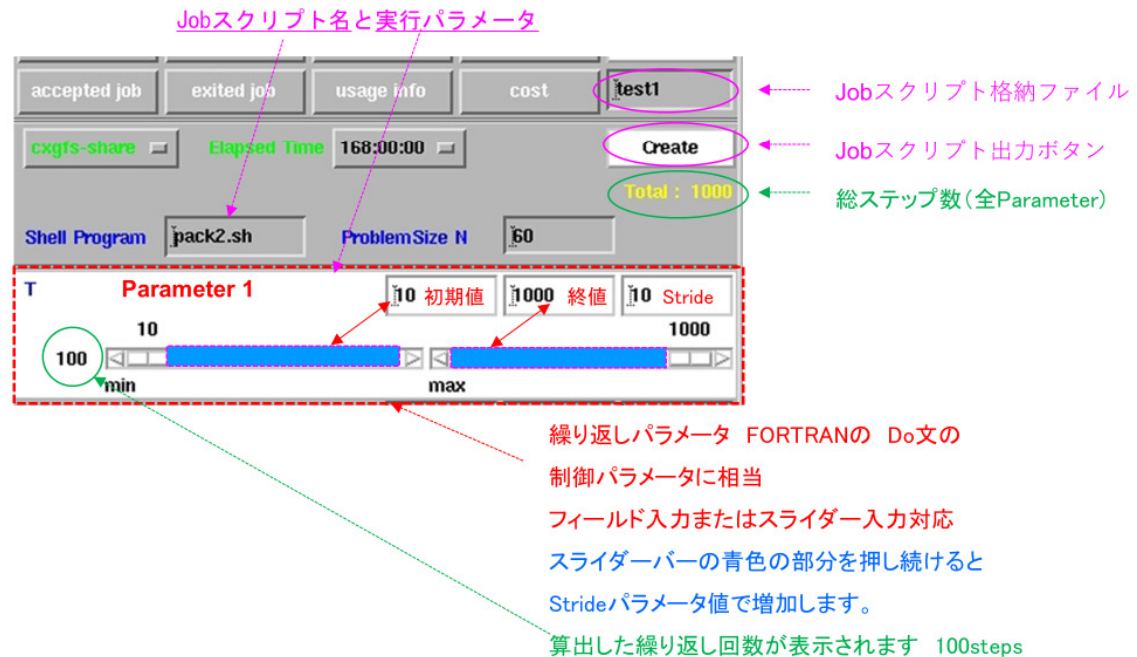 Jobスクリプト名と実行パラメータ
accepted job exited job usage info cost test1
Jobスクリプト格納ファイル
cxgfs-share Elapsed Time 168:00:00 Create
Jobスクリプト出力ボタン
Total : 1000
総ステップ数(全Parameter)
Shell Program pack2.sh ProblemSize N 60
T Parameter 1 10 初期値 1000 終値 10 Stride
10 1000
100
min max
繰り返しパラメータ FORTRANの Do文の
制御パラメータに相当
フィールド入力またはスライダー入力対応
スライダーバーの青色の部分を押し続けると
Strideパラメータ値で増加します。
算出した繰り返し回数が表示されます 100steps